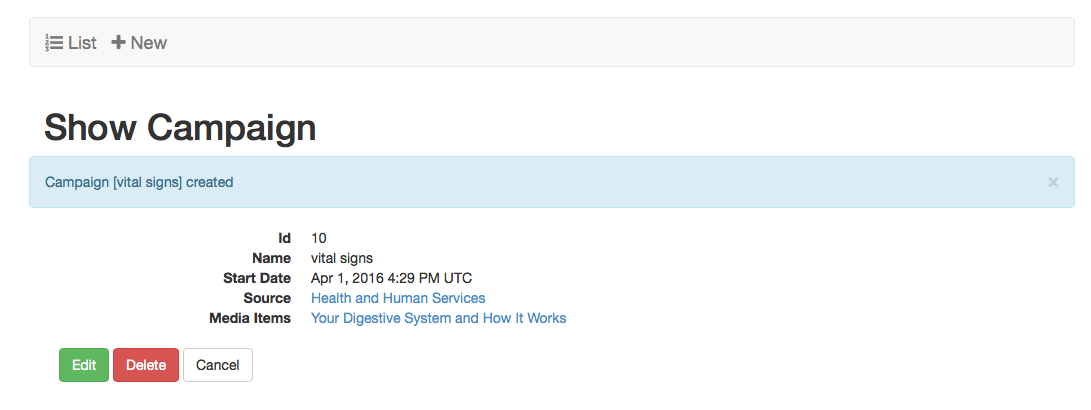 List New
Show Campaign
Campaign [vital signs] created ×
Id 10
Name vital signs
Start Date Apr 1, 2016 4:29 PM UTC
Source Health and Human Services
Media Items Your Digestive System and How It Works
Edit Delete Cancel